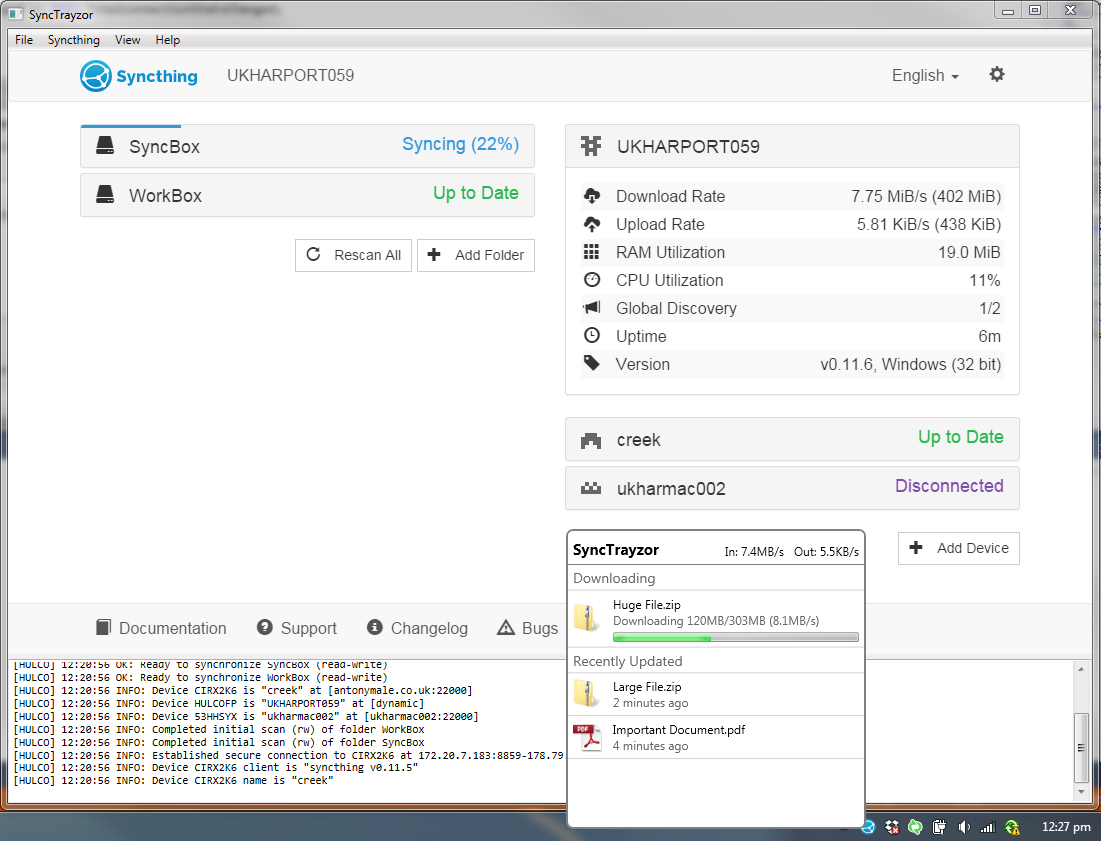 SyncTrayzor
File Syncthing View Help
Syncthing UKHARPORT059 English
SyncBox Syncing (22%)
WorkBox Up to Date
Rescan All Add Folder
UKHARPORT059
Download Rate 7.75 MiB/s (402 MiB)
Upload Rate 5.81 KiB/s (438 KiB)
RAM Utilization 19.0 MiB
CPU Utilization 11%
Global Discovery 1/2
Uptime 6m
Version v0.11.6, Windows (32 bit)
creek Up to Date
ukharmac002 Disconnected
Add Device
Documentation Support Changelog Bugs
[HULCO] 12:20:56 OK: Ready to synchronize SyncBox (read-write)
[HULCO] 12:20:56 OK: Ready to synchronize WorkBox (read-write)
[HULCO] 12:20:56 INFO: Device CIRX2K6 is "creek" at [antonymale.co.uk:22000]
[HULCO] 12:20:56 INFO: Device HULCOFP is "UKHARPORT059" at [dynamic]
[HULCO] 12:20:56 INFO: Device 53HHSYX is "ukharmac002" at [ukharmac002:22000]
[HULCO] 12:20:56 INFO: Completed initial scan (rw) of folder WorkBox
[HULCO] 12:20:56 INFO: Completed initial scan (rw) of folder SyncBox
[HULCO] 12:20:56 INFO: Established secure connection to CIRX2K6 at 172.20.7.183:8859-178.79.
[HULCO] 12:20:56 INFO: Device CIRX2K6 client is "syncthing v0.11.5"
[HULCO] 12:20:56 INFO: Device CIRX2K6 name is "creek"
SyncTrayzor In: 7.4MB/s Out: 5.5KB/s
Downloading
Huge File.zip
Downloading 120MB/303MB (8.1MB/s)
Recently Updated
Large File.zip
2 minutes ago
PDF
Important Document.pdf
4 minutes ago
12:27 pm